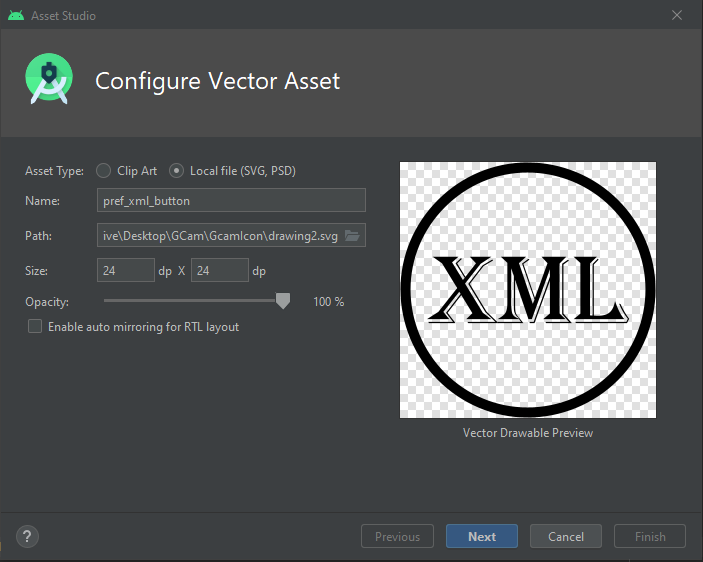 Asset Studio
Configure Vector Asset
Asset Type: Clip Art Local file (SVG, PSD)
Name: pref_xml_button
Path: ive\Desktop\GCam\GcamIcon\drawing2.svg
Size: 24 dp X 24 dp
Opacity: 100 %
Enable auto mirroring for RTL layout
XML
Vector Drawable Preview
? Previous Next Cancel Finish